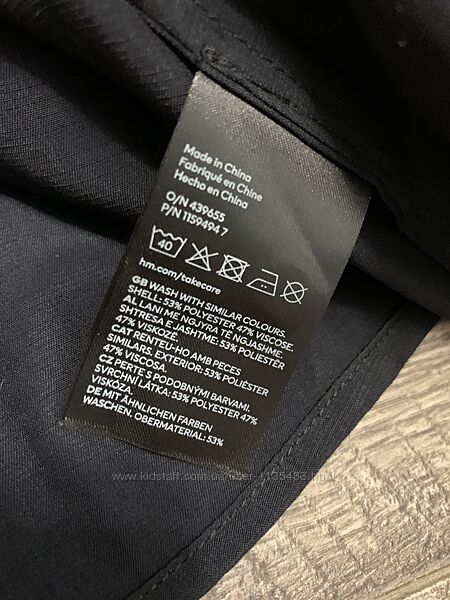 Made in China
Fabriqué en Chine
Hecho en China
O/N 439655
P/N 1159494 7
40
hm.com/takecare
GB WASH WITH SIMILAR COLOURS.
SHELL: 53% POLYESTER 47% VISCOSE.
AL LANI ME NGJYRA TË NGJASHME.
SHTRESA E JASHTME: 53% POLIESTËR
47% VISKOZË.
CAT RENTEU-HO AMB PECES
SIMILARS. EXTERIOR: 53% POLIÈSTER
47% VISCOSA.
CZ PERTE S PODOBNÝMI BARVAMI.
SVRCHNÍ LÁTKA: 53% POLYESTER 47%
VISKÓZA.
DE MIT ÄHNLICHEN FARBEN
WASCHEN. OBERMATERIAL: 53%